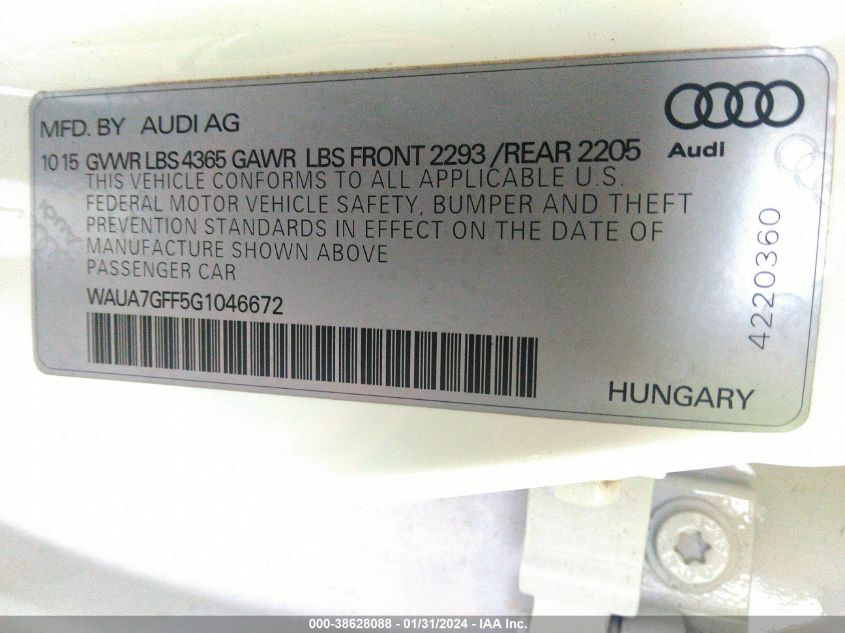 MFD. BY AUDI AG
Audi
10 15 GVWR LBS 4365 GAWR LBS FRONT 2293 / REAR 2205
THIS VEHICLE CONFORMS TO ALL APPLICABLE U.S.
FEDERAL MOTOR VEHICLE SAFETY, BUMPER AND THEFT
PREVENTION STANDARDS IN EFFECT ON THE DATE OF
MANUFACTURE SHOWN ABOVE
PASSENGER CAR
WAUA7GFF5G1046672
4220360
HUNGARY
000-38628088 - 01/31/2024 - IAA Inc.